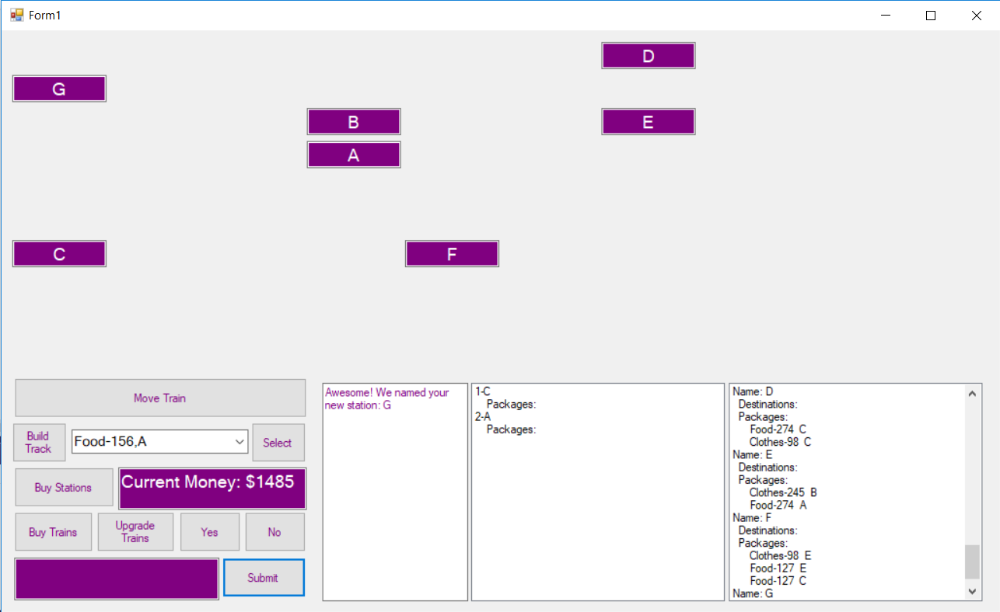 Form1
D
G
B
E
A
C
F
Move Train
Build
Track
Food-156,A
Select
Buy Stations
Current Money: $1485
Buy Trains
Upgrade
Trains
Yes
No
Submit
Awesome! We named your
new station: G
1-C
Packages:
2-A
Packages:
Name: D
Destinations:
Packages:
Food-274 C
Clothes-98 C
Name: E
Destinations:
Packages:
Clothes-245 B
Food-274 A
Name: F
Destinations:
Packages:
Clothes-98 E
Food-127 E
Food-127 C
Name: G